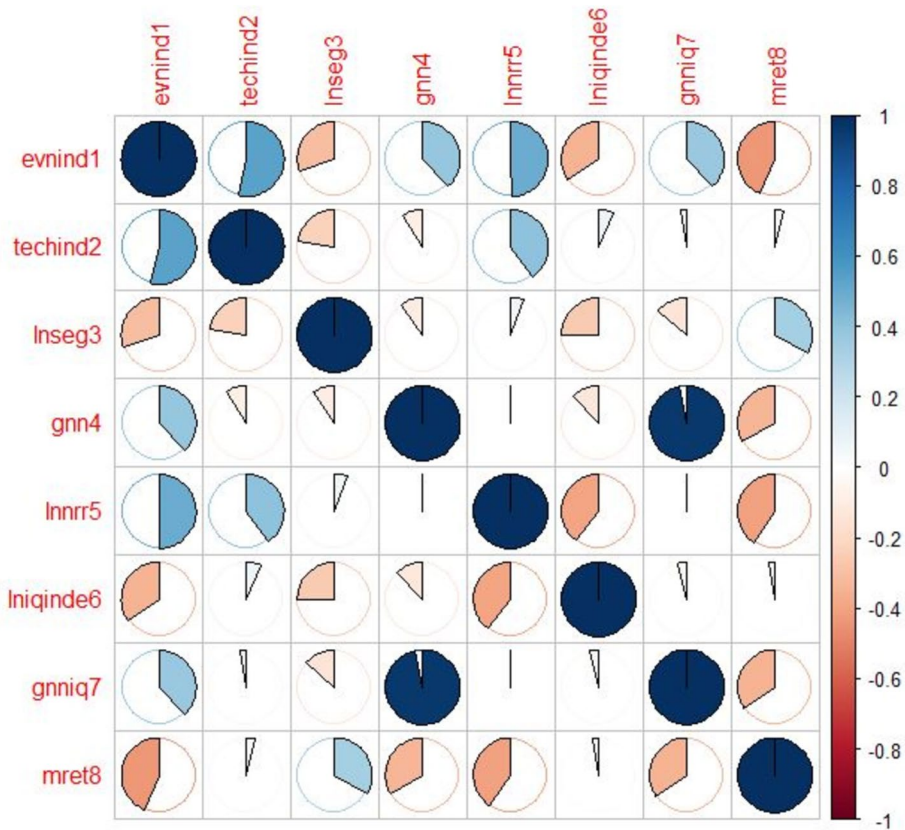 evnind1
techind2
lnseg3
gnn4
lnnrr5
lniqinde6
gnniq7
mret8
evnind1
techind2
lnseg3
gnn4
lnnrr5
lniqinde6
gnniq7
mret8
1
0.8
0.6
0.4
0.2
0
-0.2
-0.4
-0.6
-0.8
-1